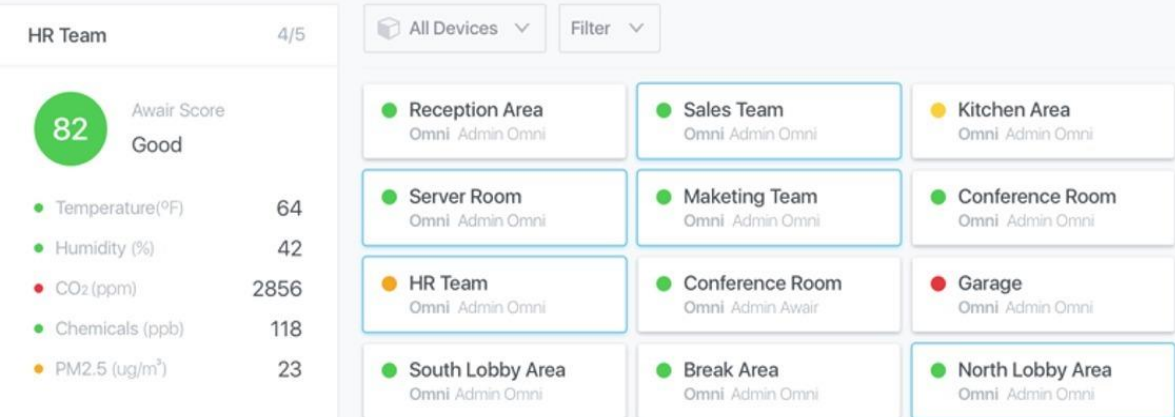 HR Team 4/5
82
Awair Score
Good
Temperature(ºF) 64
Humidity (%) 42
CO2 (ppm) 2856
Chemicals (ppb) 118
PM2.5 (ug/m³) 23
All Devices Filter
Reception Area
Omni Admin Omni
Sales Team
Omni Admin Omni
Kitchen Area
Omni Admin Omni
Server Room
Omni Admin Omni
Maketing Team
Omni Admin Omni
Conference Room
Omni Admin Omni
HR Team
Omni Admin Omni
Conference Room
Omni Admin Awair
Garage
Omni Admin Omni
South Lobby Area
Omni Admin Omni
Break Area
Omni Admin Omni
North Lobby Area
Omni Admin Omni